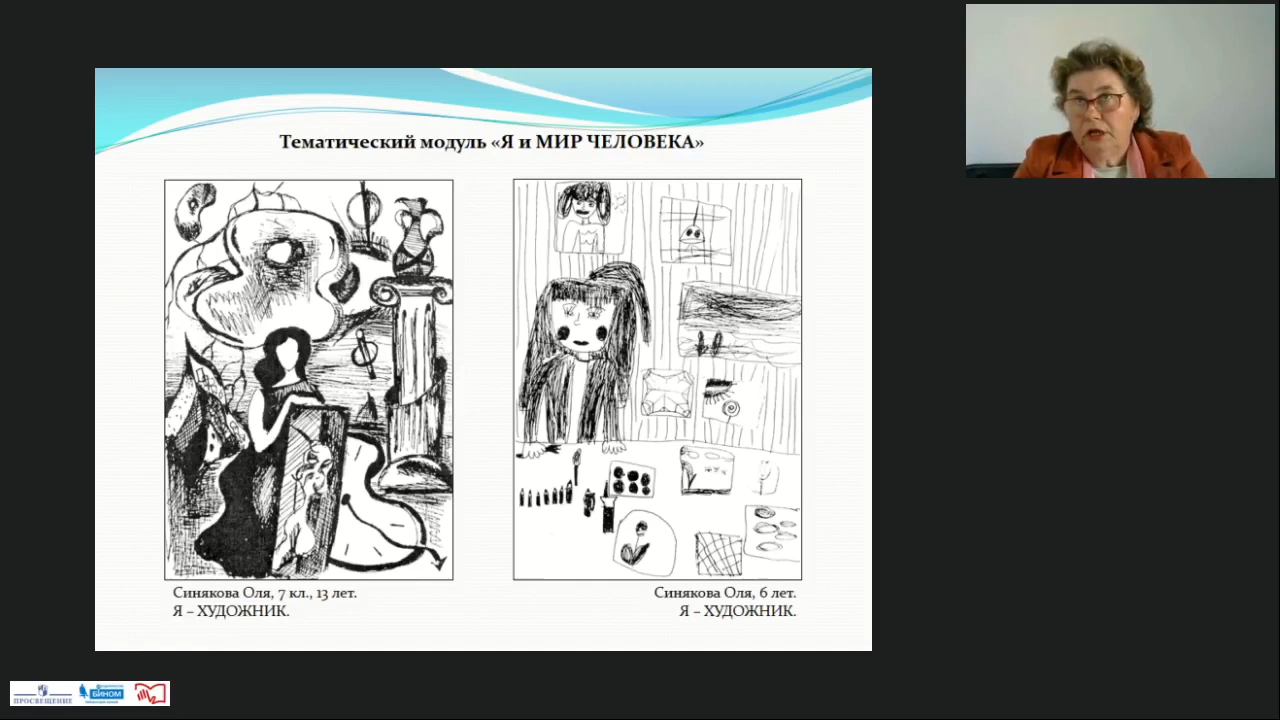 Тематический модуль «Я и МИР ЧЕЛОВЕКА»
Синякова Оля, 7 кл., 13 лет.
Я – ХУДОЖНИК.
Синякова Оля, 6 лет.
Я – ХУДОЖНИК.
ПРОСВЕЩЕНИЕ
БИНОМ